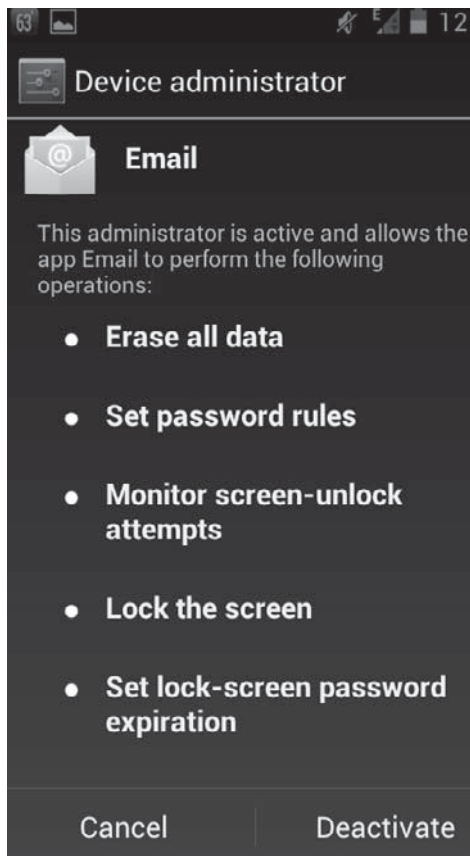 63° E 12
Device administrator
Email
This administrator is active and allows the
app Email to perform the following
operations:
• Erase all data
• Set password rules
• Monitor screen-unlock
attempts
• Lock the screen
• Set lock-screen password
expiration
Cancel Deactivate